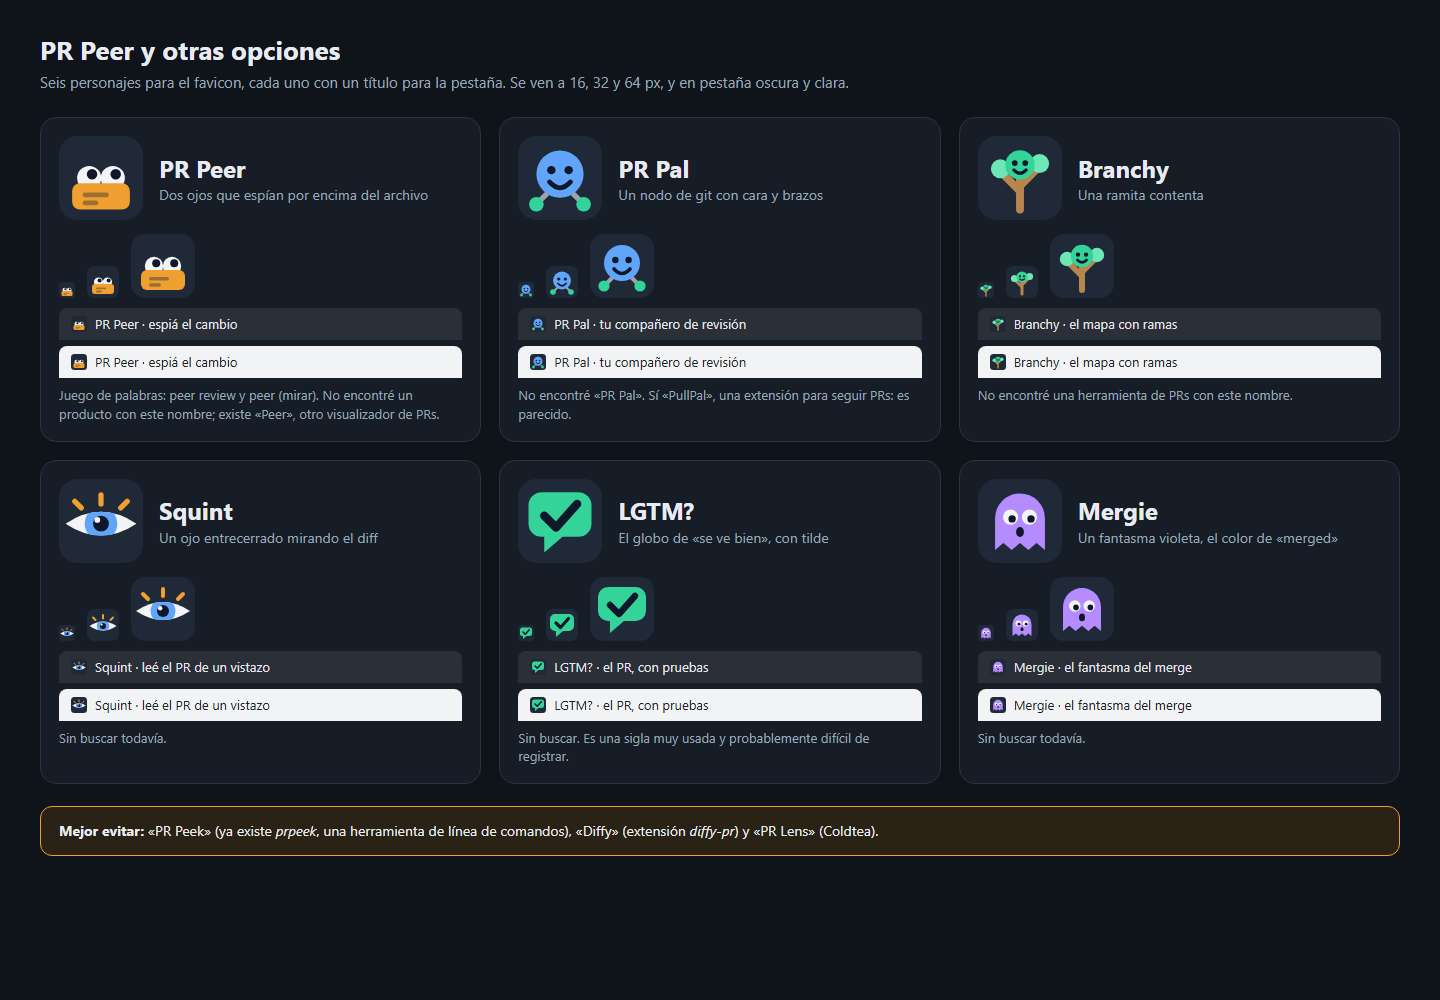 PR Peer y otras opciones
Seis personajes para el favicon, cada uno con un título para la pestaña. Se ven a 16, 32 y 64 px, y en pestaña oscura y clara.
PR Peer
Dos ojos que espían por encima del archivo
PR Peer · espiá el cambio
PR Peer · espiá el cambio
Juego de palabras: peer review y peer (mirar). No encontré un
producto con este nombre; existe «Peer», otro visualizador de PRs.
PR Pal
Un nodo de git con cara y brazos
PR Pal · tu compañero de revisión
PR Pal · tu compañero de revisión
No encontré «PR Pal». Sí «PullPal», una extensión para seguir PRs: es
parecido.
Branchy
Una ramita contenta
Branchy · el mapa con ramas
Branchy · el mapa con ramas
No encontré una herramienta de PRs con este nombre.
Squint
Un ojo entrecerrado mirando el diff
Squint · leé el PR de un vistazo
Squint · leé el PR de un vistazo
Sin buscar todavía.
LGTM?
El globo de «se ve bien», con tilde
LGTM? · el PR, con pruebas
LGTM? · el PR, con pruebas
Sin buscar. Es una sigla muy usada y probablemente difícil de
registrar.
Mergie
Un fantasma violeta, el color de «merged»
Mergie · el fantasma del merge
Mergie · el fantasma del merge
Sin buscar todavía.
Mejor evitar: «PR Peek» (ya existe prpeek, una herramienta de línea de comandos), «Diffy» (extensión diffy-pr) y «PR Lens» (Coldtea).